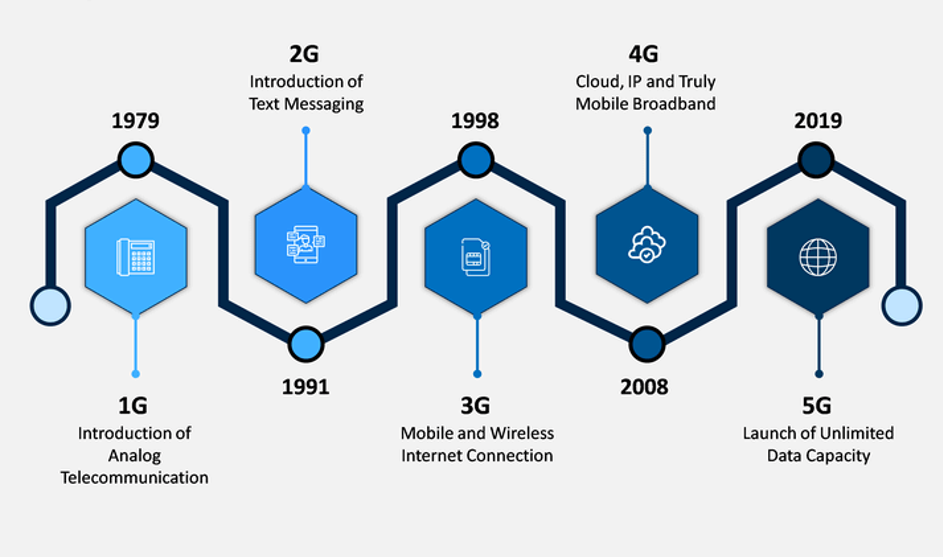 1979
1G
Introduction of
Analog
Telecommunication
2G
Introduction of
Text Messaging
1991
1998
3G
Mobile and Wireless
Internet Connection
4G
Cloud, IP and Truly
Mobile Broadband
2008
2019
5G
Launch of Unlimited
Data Capacity